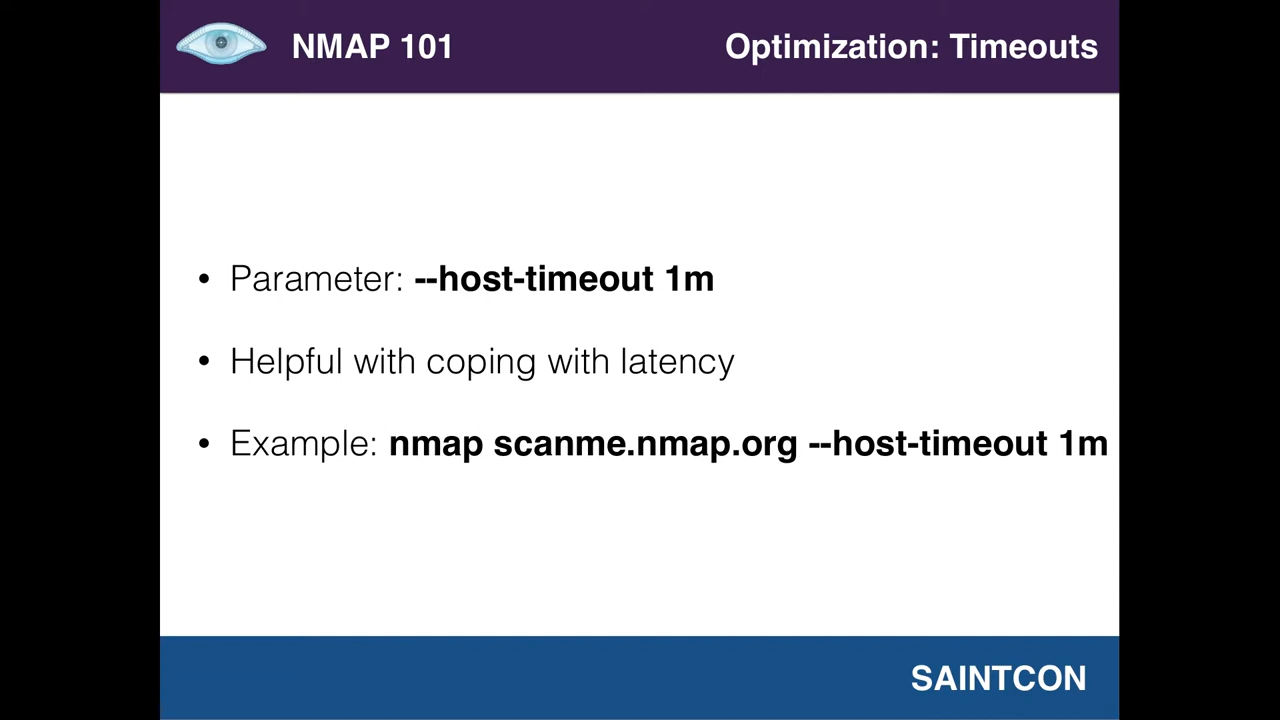 NMAP 101
Optimization: Timeouts
• Parameter: --host-timeout 1m
• Helpful with coping with latency
• Example: nmap scanme.nmap.org --host-timeout 1m
SAINTCON